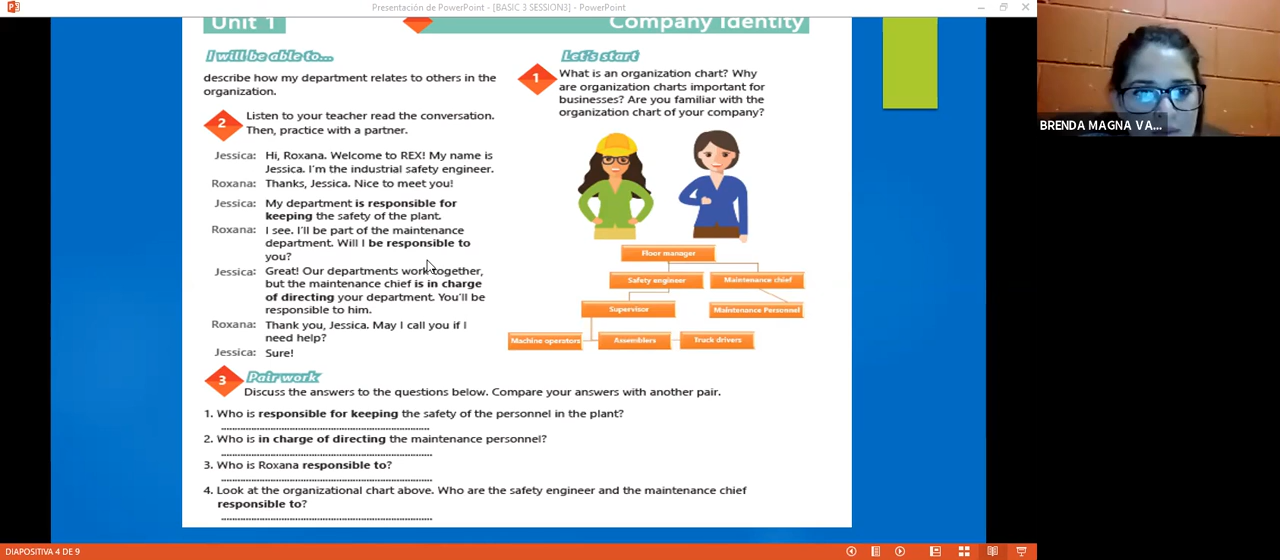 Presentación de PowerPoint - [BASIC 3 SESSION3] - PowerPoint
Unit 1
Company Identity
I will be able to...
describe how my department relates to others in the
organization.
2
Listen to your teacher read the conversation.
Then, practice with a partner.
Jessica: Hi, Roxana. Welcome to REX! My name is
Jessica. I'm the industrial safety engineer.
Roxana: Thanks, Jessica. Nice to meet you!
Jessica: My department is responsible for
keeping the safety of the plant.
Roxana: I see. I'll be part of the maintenance
department. Will I be responsible to
you?
Jessica: Great! Our departments work together,
but the maintenance chief is in charge
of directing your department. You'll be
responsible to him.
Roxana: Thank you, Jessica. May I call you if I
need help?
Jessica: Sure!
Let's start
1
What is an organization chart? Why
are organization charts important for
businesses? Are you familiar with the
organization chart of your company?
Floor manager
Safety engineer
Maintenance chief
Supervisor
Maintenance Personnel
Machine operators
Assemblers
Truck drivers
3
Pair work
Discuss the answers to the questions below. Compare your answers with another pair.
1. Who is responsible for keeping the safety of the personnel in the plant?
2. Who is in charge of directing the maintenance personnel?
3. Who is Roxana responsible to?
4. Look at the organizational chart above. Who are the safety engineer and the maintenance chief
responsible to?
BRENDA MAGNA VA...
DIAPOSITIVA 4 DE 9